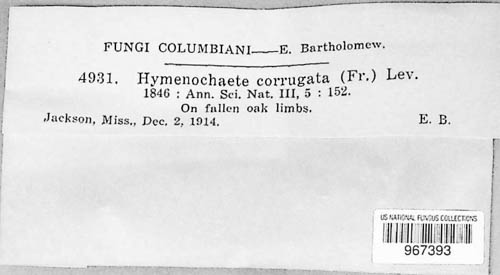 FUNGI COLUMBIANI—E. Bartholomew.
4931. Hymenochaete corrugata (Fr.) Lev.
1846 : Ann. Sci. Nat. III, 5 : 152.
On fallen oak limbs.
Jackson, Miss., Dec. 2, 1914. E. B.
US NATIONAL FUNGUS COLLECTIONS
967393